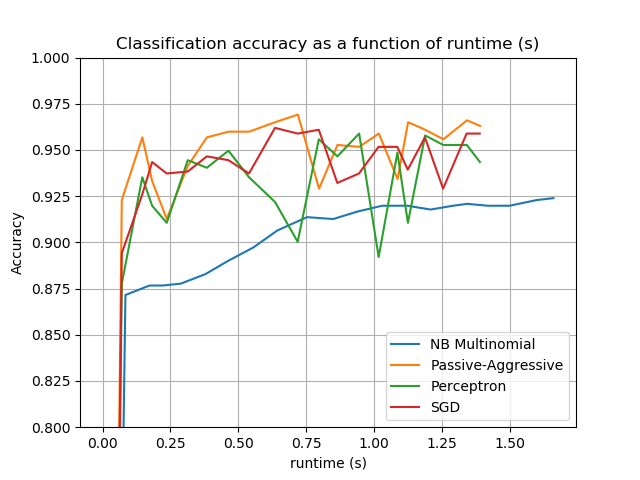 Classification accuracy as a function of runtime (s)
1.000
0.975
0.950
0.925
0.900
0.875
0.850
0.825
0.800
Accuracy
NB Multinomial
Passive-Aggressive
Perceptron
SGD
0.00 0.25 0.50 0.75 1.00 1.25 1.50
runtime (s)